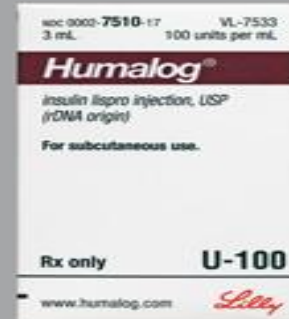 NDC 0002-7510-17 VL-7533
3 mL 100 units per mL
Humalog®
insulin lispro injection, USP
(rDNA origin)
For subcutaneous use.
Rx only U-100
www.humalog.com Lilly